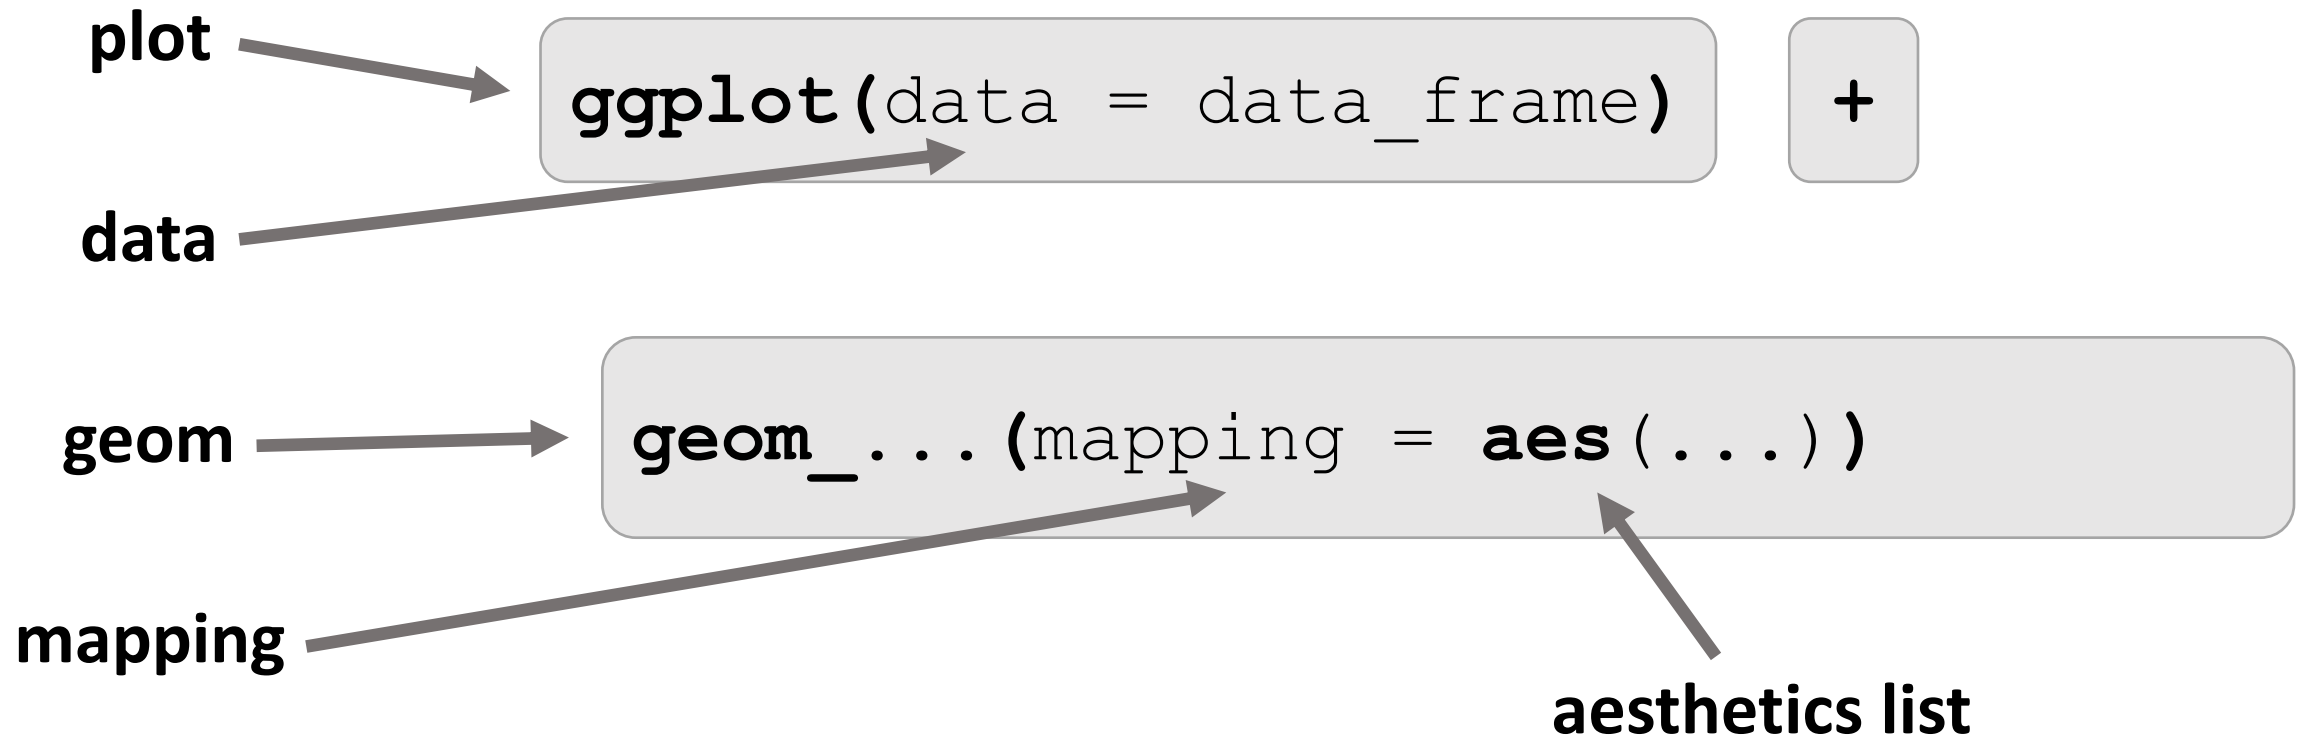 plot
ggplot(data = data_frame) +
data
geom
geom_...(mapping = aes(...))
mapping
aesthetics list